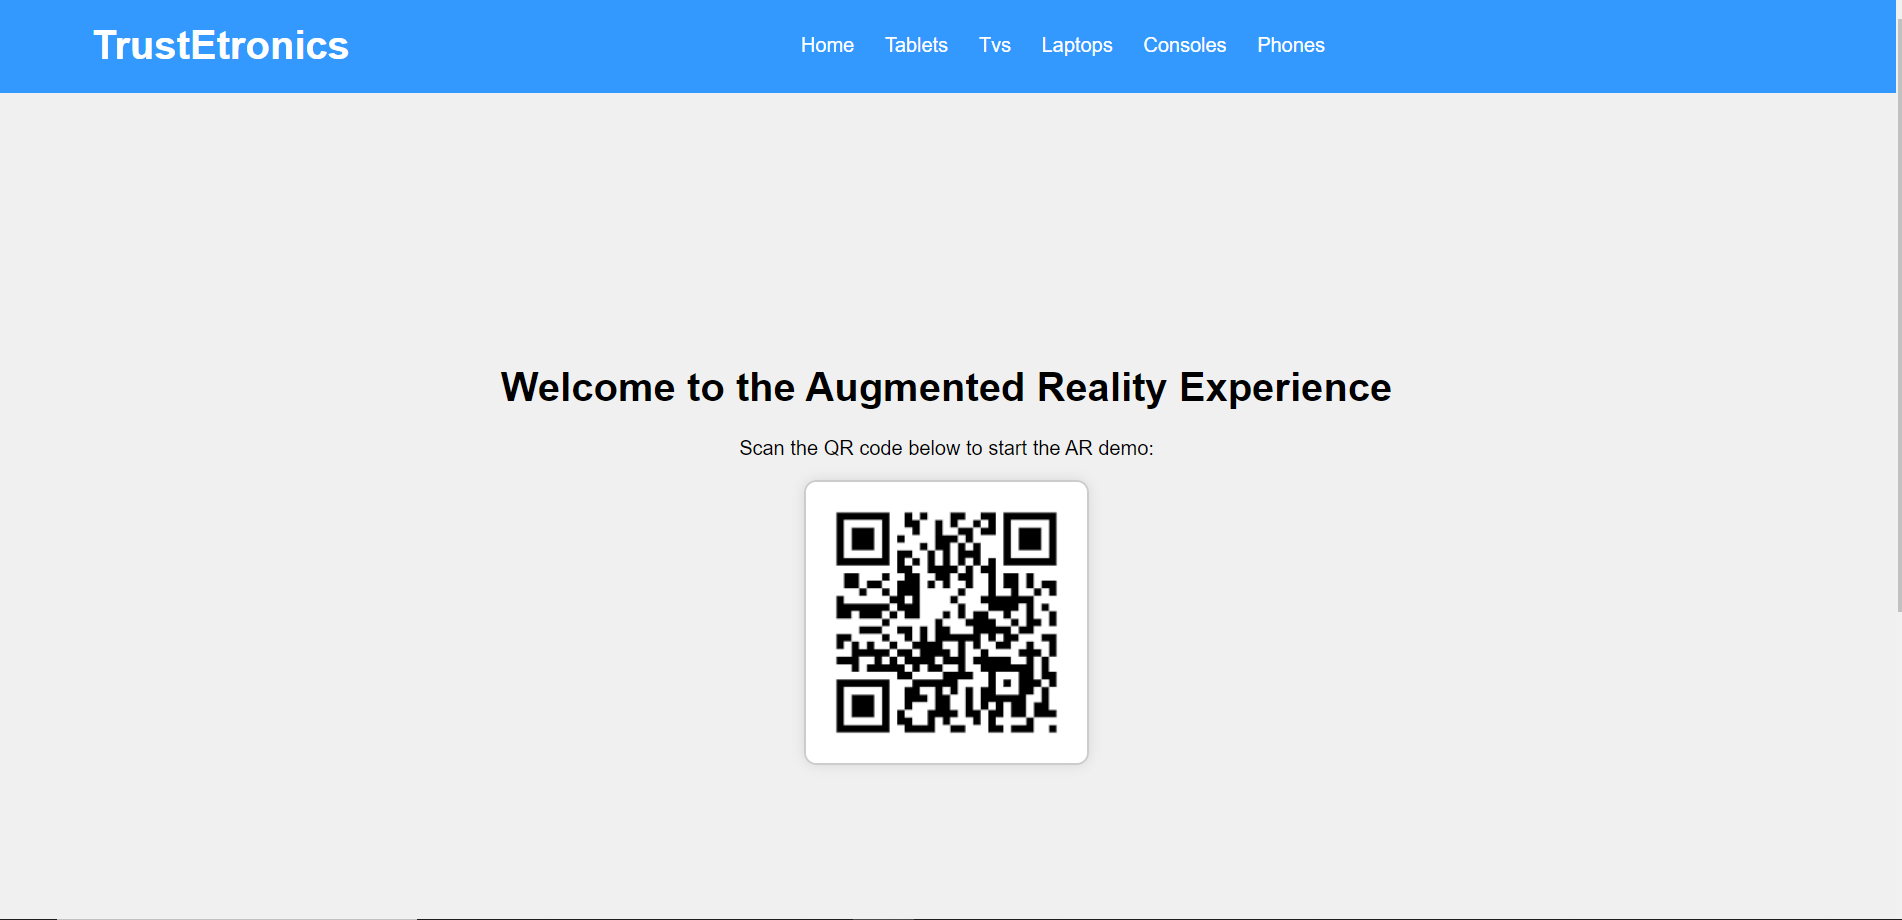 TrustEtronics
Home Tablets Tvs Laptops Consoles Phones
Welcome to the Augmented Reality Experience
Scan the QR code below to start the AR demo: